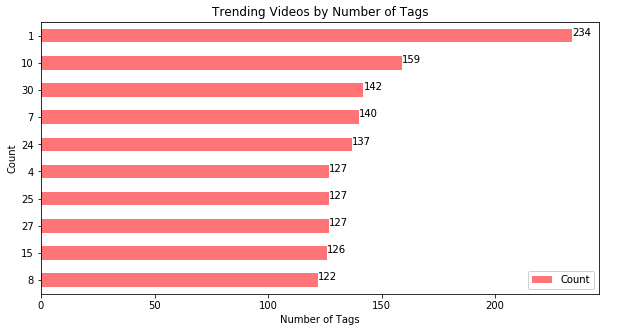 Trending Videos by Number of Tags
1 234
10 159
30 142
7 140
24 137
4 127
25 127
27 127
15 126
8 122
Count
Count
0 50 100 150 200
Number of Tags